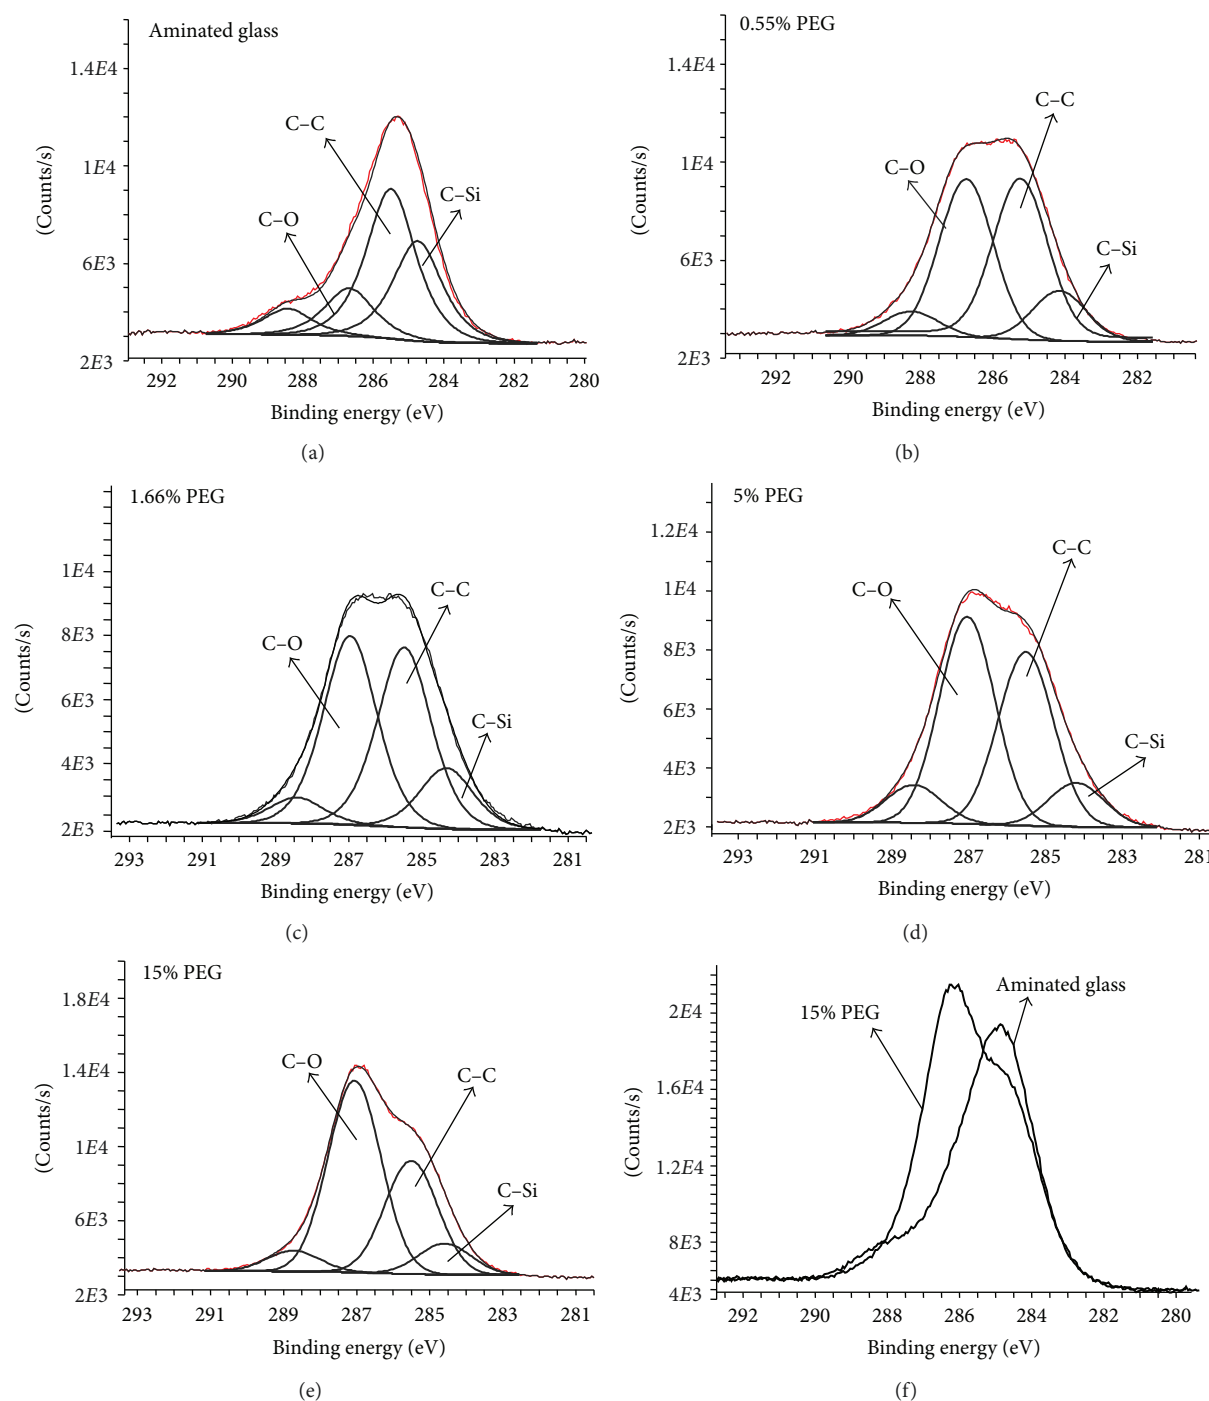 Aminated glass
1.4E4
1E4
6E3
2E3
(Counts/s)
C–C
C–Si
C–O
292 290 288 286 284 282 280
Binding energy (eV)
(a)
0.55% PEG
1.4E4
1E4
6E3
2E3
(Counts/s)
C–C
C–O
C–Si
292 290 288 286 284 282
Binding energy (eV)
(b)
1.66% PEG
1E4
8E3
6E3
4E3
2E3
(Counts/s)
C–C
C–O
C–Si
293 291 289 287 285 283 281
Binding energy (eV)
(c)
5% PEG
1.2E4
1E4
8E3
6E3
4E3
2E3
(Counts/s)
C–C
C–O
C–Si
293 291 289 287 285 283 281
Binding energy (eV)
(d)
15% PEG
1.8E4
1.4E4
1E4
6E3
2E3
(Counts/s)
C–O
C–C
C–Si
293 291 289 287 285 283 281
Binding energy (eV)
(e)
Aminated glass
15% PEG
2E4
1.6E4
1.2E4
8E3
4E3
(Counts/s)
292 290 288 286 284 282 280
Binding energy (eV)
(f)